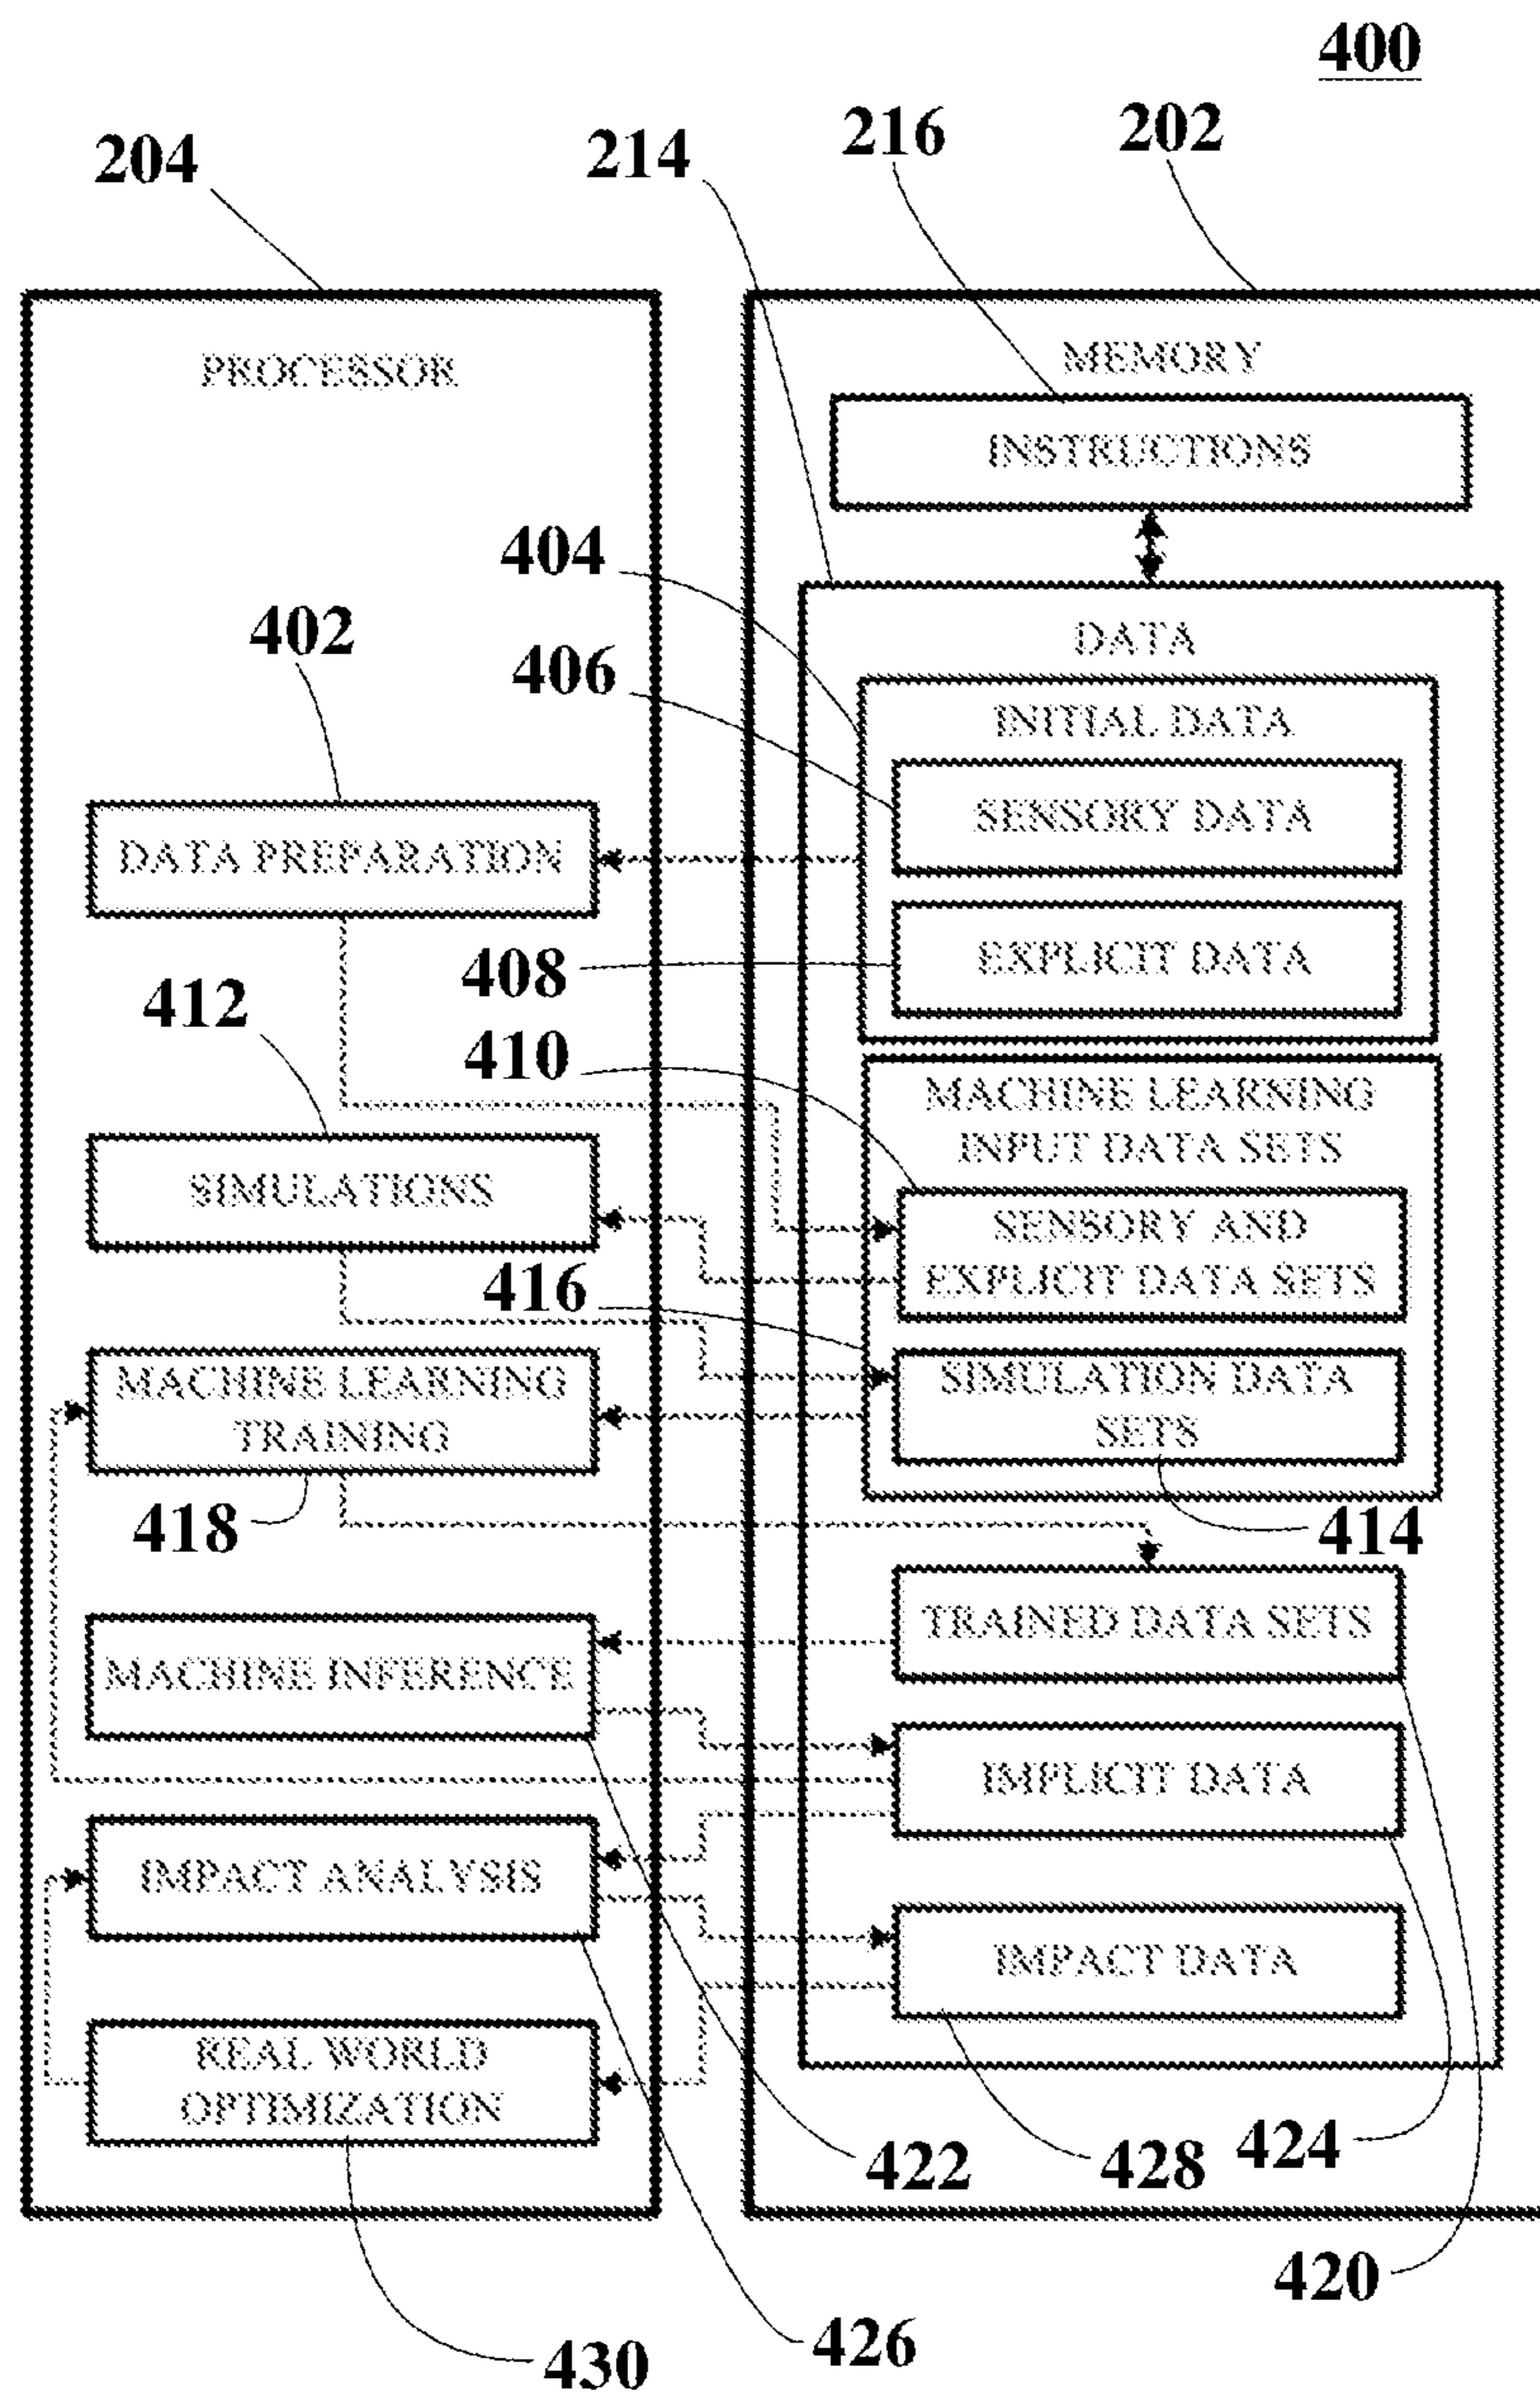 400
204
214
216
202
PROCESSOR
MEMORY
INSTRUCTIONS
404
402
DATA
406
INITIAL DATA
SENSORY DATA
DATA PREPARATION
408
EXPLICIT DATA
412
410
MACHINE LEARNING
INPUT DATA SETS
SIMULATIONS
SENSORY AND
EXPLICIT DATA SETS
416
MACHINE LEARNING
TRAINING
SIMULATION DATA
SETS
418
414
TRAINED DATA SETS
MACHINE INFERENCE
IMPLICIT DATA
IMPACT ANALYSIS
IMPACT DATA
REAL WORLD
OPTIMIZATION
422
428
424
420
426
430